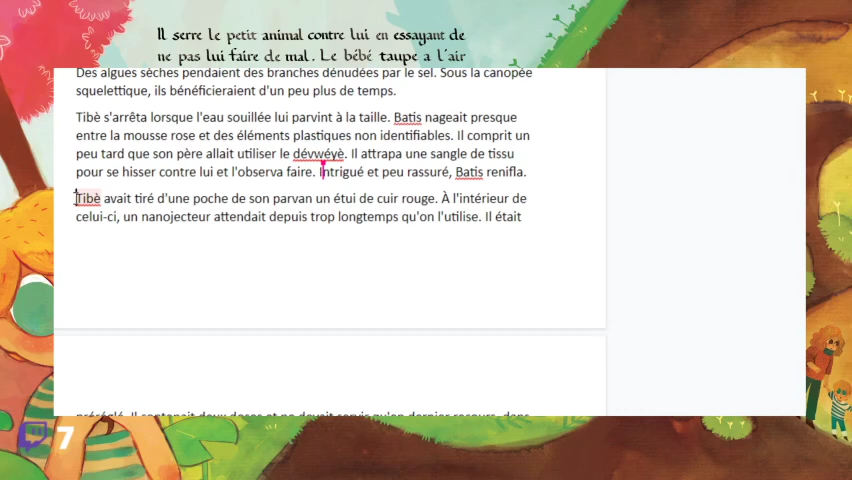 Il serre le petit animal contre lui en essayant de
ne pas lui faire de mal. Le bébé taupe a l'air
Des algues sèches pendaient des branches dénudées par le sel. Sous la canopée
squelettique, ils bénéficieraient d'un peu plus de temps.
Tibè s'arrêta lorsque l'eau souillée lui parvint à la taille. Batis nageait presque
entre la mousse rose et des éléments plastiques non identifiables. Il comprit un
peu tard que son père allait utiliser le dévwéyè. Il attrapa une sangle de tissu
pour se hisser contre lui et l'observa faire. Intrigué et peu rassuré, Batis renifla.
Tibè avait tiré d'une poche de son parvan un étui de cuir rouge. À l'intérieur de
celui-ci, un nanojecteur attendait depuis trop longtemps qu'on l'utilise. Il était
7